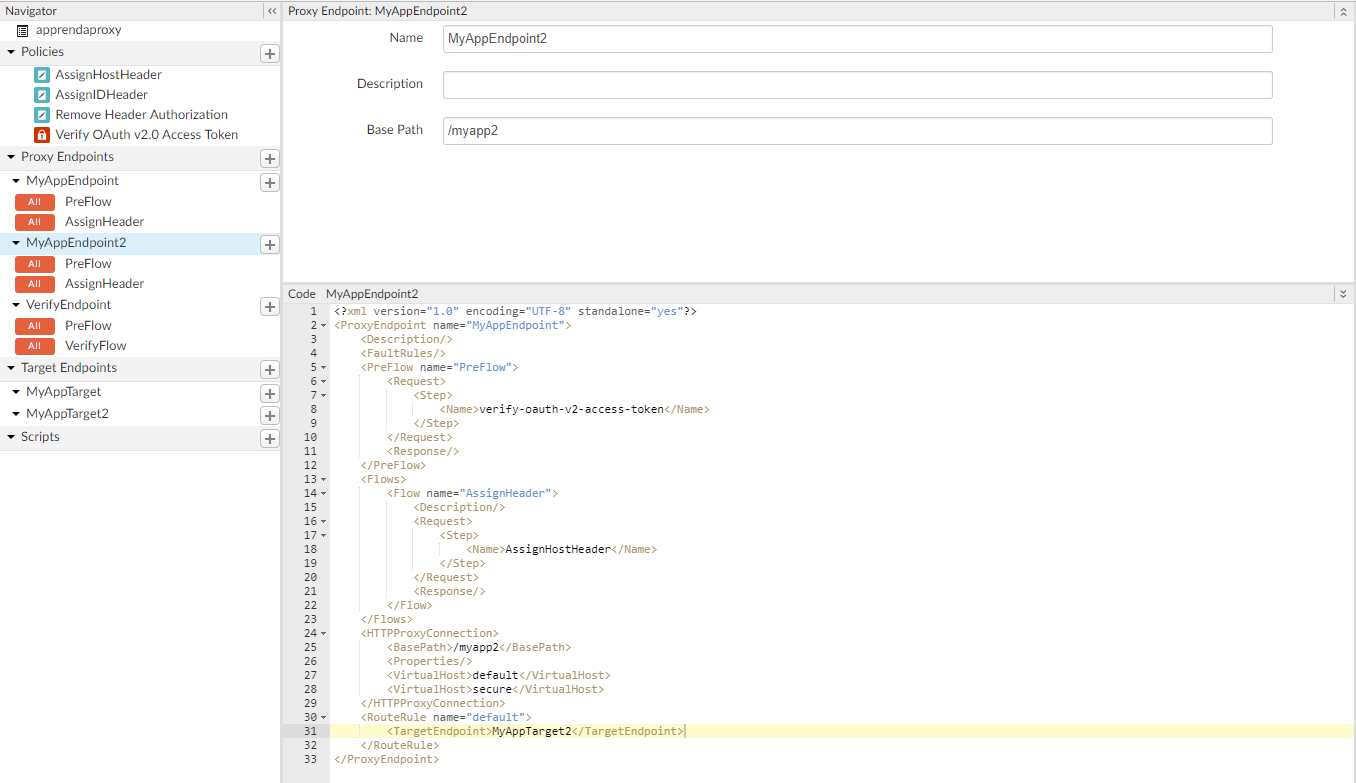 Navigator
apprendaproxy
Policies
AssignHostHeader
AssignIDHeader
Remove Header Authorization
Verify OAuth v2.0 Access Token
Proxy Endpoints
MyAppEndpoint
All PreFlow
All AssignHeader
MyAppEndpoint2
All PreFlow
All AssignHeader
VerifyEndpoint
All PreFlow
All VerifyFlow
Target Endpoints
MyAppTarget
MyAppTarget2
Scripts
Proxy Endpoint: MyAppEndpoint2
Name MyAppEndpoint2
Description
Base Path /myapp2
Code MyAppEndpoint2
1 <?xml version="1.0" encoding="UTF-8" standalone="yes"?>
2 <ProxyEndpoint name="MyAppEndpoint">
3 <Description/>
4 <FaultRules/>
5 <PreFlow name="PreFlow">
6 <Request>
7 <Step>
8 <Name>verify-oauth-v2-access-token</Name>
9 </Step>
10 </Request>
11 <Response/>
12 </PreFlow>
13 <Flows>
14 <Flow name="AssignHeader">
15 <Description/>
16 <Request>
17 <Step>
18 <Name>AssignHostHeader</Name>
19 </Step>
20 </Request>
21 <Response/>
22 </Flow>
23 </Flows>
24 <HTTPProxyConnection>
25 <BasePath>/myapp2</BasePath>
26 <Properties/>
27 <VirtualHost>default</VirtualHost>
28 <VirtualHost>secure</VirtualHost>
29 </HTTPProxyConnection>
30 <RouteRule name="default">
31 <TargetEndpoint>MyAppTarget2</TargetEndpoint>
32 </RouteRule>
33 </ProxyEndpoint>